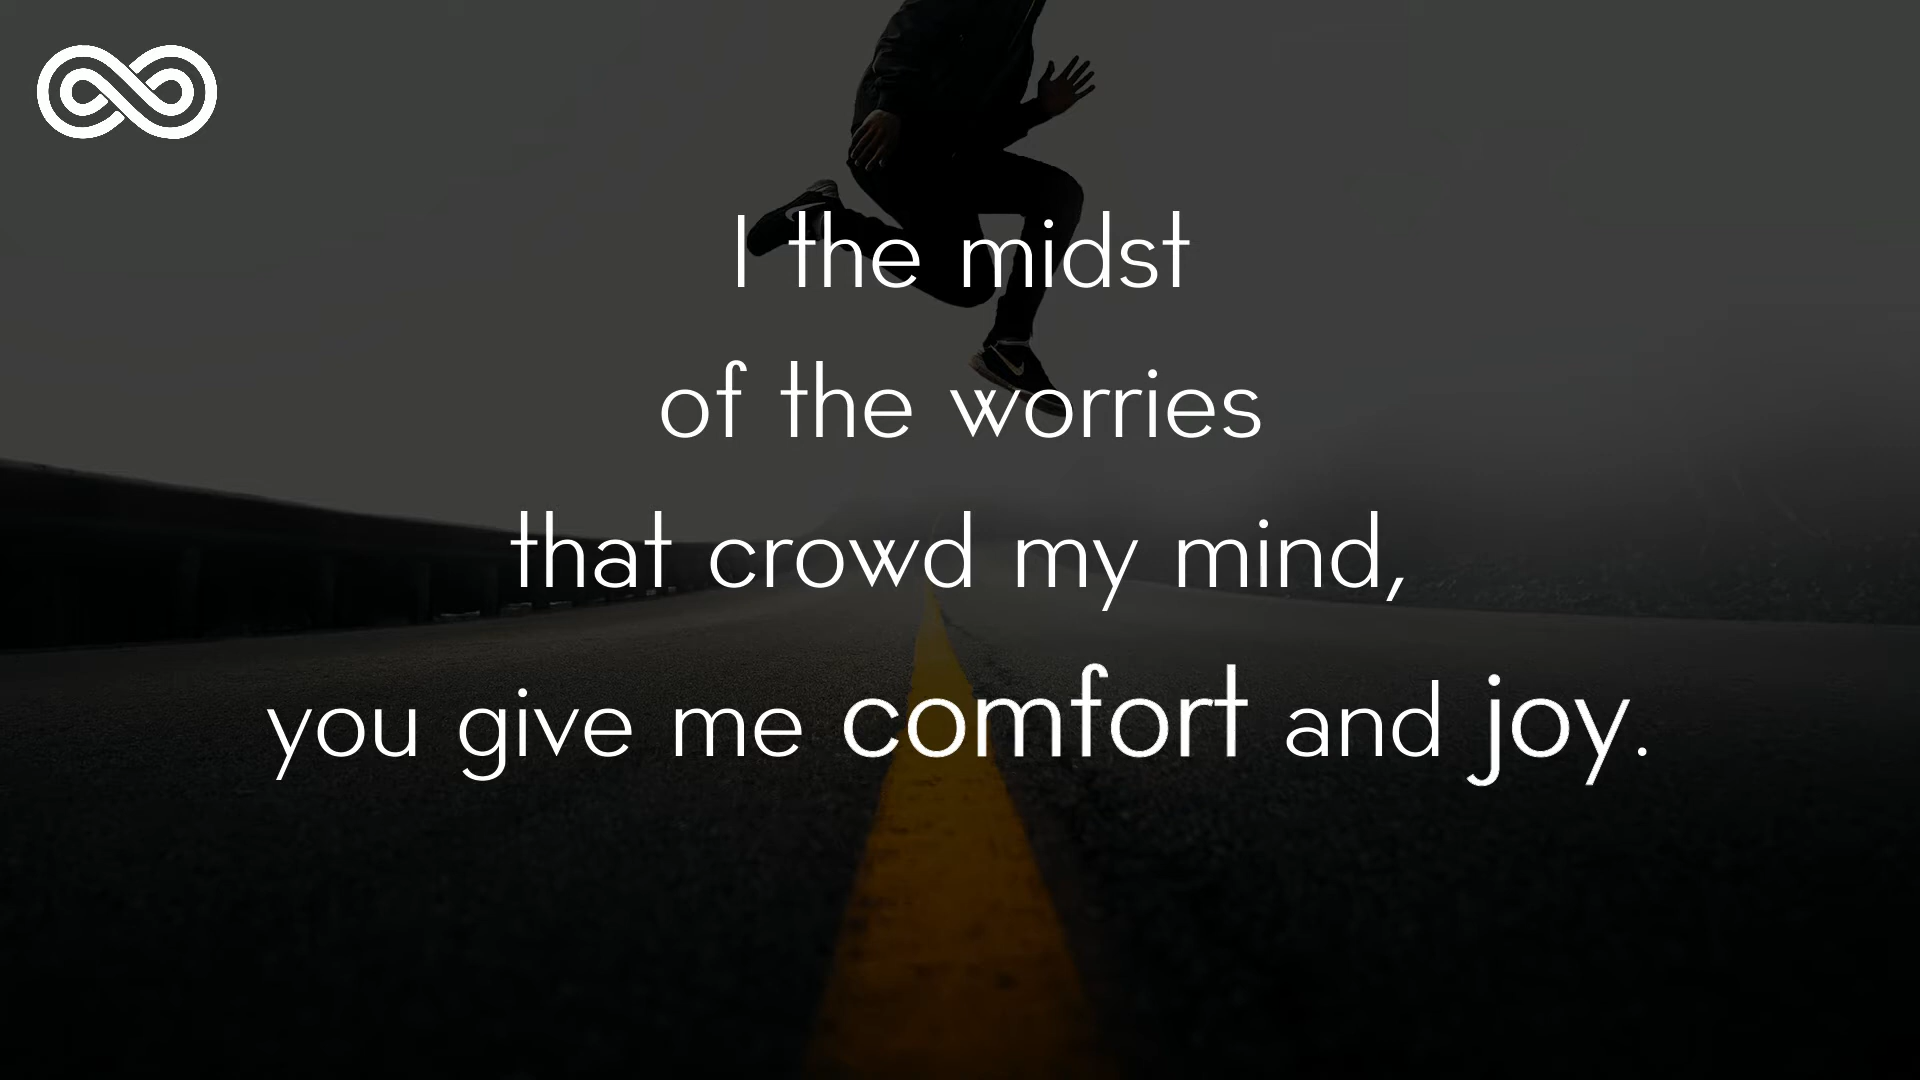 I the midst
of the worries
that crowd my mind,
you give me comfort and joy.